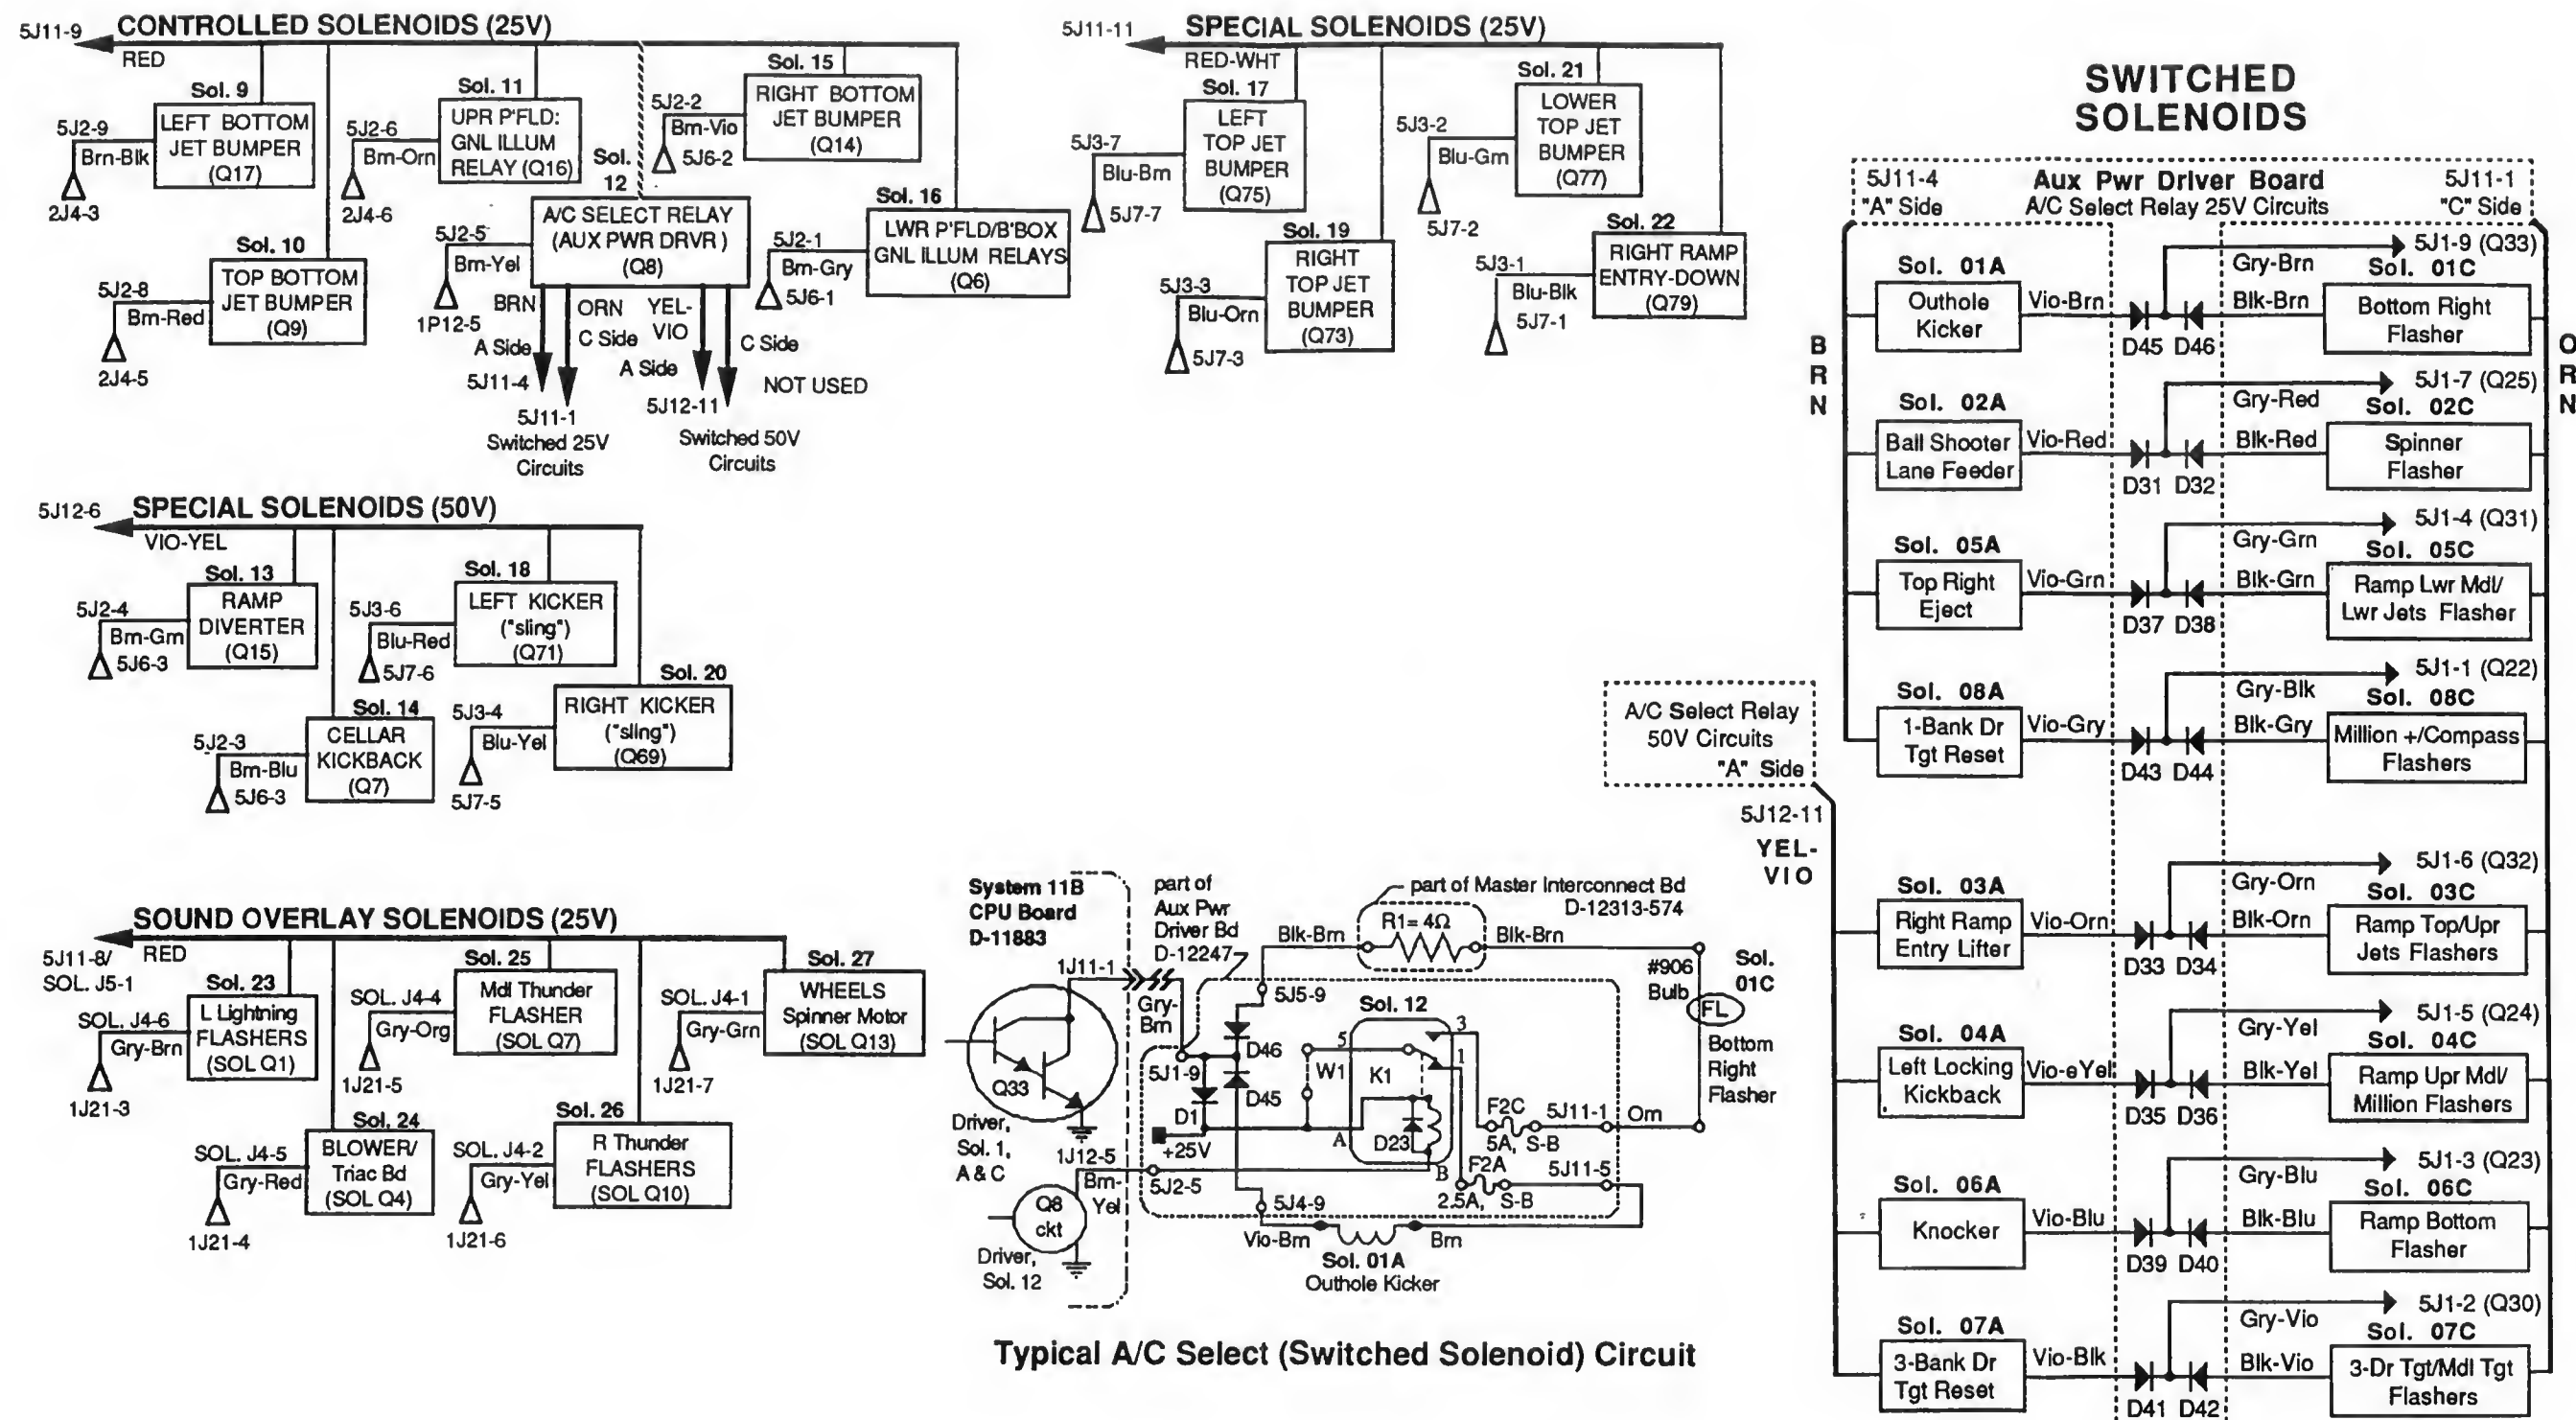 CONTROLLED SOLENOIDS (25V)
5J11-9
RED
Sol. 9
LEFT BOTTOM
JET BUMPER
(Q17)
5J2-9
Brn-Blk
2J4-3
Sol. 10
TOP BOTTOM
JET BUMPER
(Q9)
5J2-8
Brn-Red
2J4-5
Sol. 11
UPR P'FLD:
GNL ILLUM
RELAY (Q16)
5J2-6
Brn-Orn
2J4-6
Sol.
12
A/C SELECT RELAY
(AUX PWR DRVR )
(Q8)
5J2-5
Brn-Yel
1P12-5
BRN
A Side
5J11-4
ORN
C Side
5J11-1
Switched 25V
Circuits
YEL-
VIO
A Side
5J12-11
C Side
NOT USED
Switched 50V
Circuits
Sol. 15
RIGHT BOTTOM
JET BUMPER
(Q14)
5J2-2
Brn-Vio
5J6-2
Sol. 16
LWR P'FLD/B'BOX
GNL ILLUM RELAYS
(Q6)
5J2-1
Brn-Gry
5J6-1
SPECIAL SOLENOIDS (25V)
5J11-11
RED-WHT
Sol. 17
LEFT
TOP JET
BUMPER
(Q75)
5J3-7
Blu-Brn
5J7-7
Sol. 19
RIGHT
TOP JET
BUMPER
(Q73)
5J3-3
Blu-Orn
5J7-3
Sol. 21
LOWER
TOP JET
BUMPER
(Q77)
5J3-2
Blu-Grn
5J7-2
Sol. 22
RIGHT RAMP
ENTRY-DOWN
(Q79)
5J3-1
Blu-Blk
5J7-1
SPECIAL SOLENOIDS (50V)
5J12-6
VIO-YEL
Sol. 13
RAMP
DIVERTER
(Q15)
5J2-4
Brn-Grn
5J6-3
Sol. 14
CELLAR
KICKBACK
(Q7)
5J2-3
Brn-Blu
5J6-3
Sol. 18
LEFT KICKER
("sling")
(Q71)
5J3-6
Blu-Red
5J7-6
Sol. 20
RIGHT KICKER
("sling")
(Q69)
5J3-4
Blu-Yel
5J7-5
SOUND OVERLAY SOLENOIDS (25V)
5J11-8/
SOL. J5-1
RED
Sol. 23
L Lightning
FLASHERS
(SOL Q1)
SOL. J4-6
Gry-Brn
1J21-3
Sol. 24
BLOWER/
Triac Bd
(SOL Q4)
SOL. J4-5
Gry-Red
1J21-4
Sol. 25
Mdl Thunder
FLASHER
(SOL Q7)
SOL. J4-4
Gry-Org
1J21-5
Sol. 26
R Thunder
FLASHERS
(SOL Q10)
SOL. J4-2
Gry-Yel
1J21-6
Sol. 27
WHEELS
Spinner Motor
(SOL Q13)
SOL. J4-1
Gry-Grn
1J21-7
System 11B
CPU Board
D-11883
1J11-1
Q33
Driver,
Sol. 1,
A & C
1J12-5
Q8
ckt
Driver,
Sol. 12
Brn-
Yel
Gry-
Brn
part of
Aux Pwr
Driver Bd
D-12247
part of Master Interconnect Bd
D-12313-574
R1= 4Ω
Blk-Brn
Blk-Brn
#906
Bulb
Sol.
01C
FL
Bottom
Right
Flasher
5J5-9
D46
D45
5J1-9
D1
+25V
5J2-5
W1
Sol. 12
5
3
1
K1
A
D23
B
F2C
5A, S-B
5J11-1
Orn
F2A
2.5A, S-B
5J11-5
5J4-9
Vio-Brn
Brn
Sol. 01A
Outhole Kicker
Typical A/C Select (Switched Solenoid) Circuit
SWITCHED
SOLENOIDS
5J11-4
"A" Side
Aux Pwr Driver Board
A/C Select Relay 25V Circuits
5J11-1
"C" Side
BRN
ORN
Sol. 01A
Outhole
Kicker
Vio-Brn
D45 D46
Gry-Brn
5J1-9 (Q33)
Sol. 01C
Blk-Brn
Bottom Right
Flasher
Sol. 02A
Ball Shooter
Lane Feeder
Vio-Red
D31 D32
Gry-Red
5J1-7 (Q25)
Sol. 02C
Blk-Red
Spinner
Flasher
Sol. 05A
Top Right
Eject
Vio-Grn
D37 D38
Gry-Grn
5J1-4 (Q31)
Sol. 05C
Blk-Grn
Ramp Lwr Mdl/
Lwr Jets Flasher
Sol. 08A
1-Bank Dr
Tgt Reset
Vio-Gry
D43 D44
Gry-Blk
5J1-1 (Q22)
Sol. 08C
Blk-Gry
Million +/Compass
Flashers
A/C Select Relay
50V Circuits
"A" Side
5J12-11
YEL-
VIO
Sol. 03A
Right Ramp
Entry Lifter
Vio-Orn
D33 D34
Gry-Orn
5J1-6 (Q32)
Sol. 03C
Blk-Orn
Ramp Top/Upr
Jets Flashers
Sol. 04A
Left Locking
Kickback
Vio-eYel
D35 D36
Gry-Yel
5J1-5 (Q24)
Sol. 04C
Blk-Yel
Ramp Upr Mdl/
Million Flashers
Sol. 06A
Knocker
Vio-Blu
D39 D40
Gry-Blu
5J1-3 (Q23)
Sol. 06C
Blk-Blu
Ramp Bottom
Flasher
Sol. 07A
3-Bank Dr
Tgt Reset
Vio-Blk
D41 D42
Gry-Vio
5J1-2 (Q30)
Sol. 07C
Blk-Vio
3-Dr Tgt/Mdl Tgt
Flashers